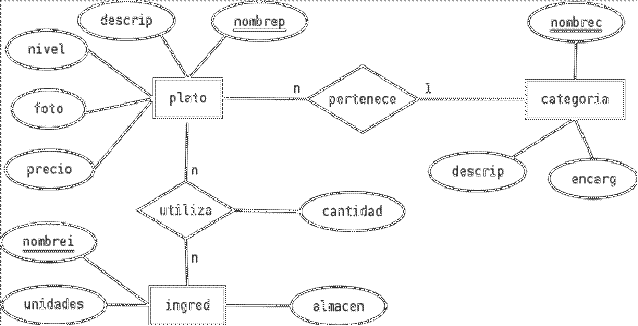 descrip
nombrep
nombrec
nivel
plato
n
pertenece
1
categoria
foto
precio
n
descrip
encarg
utiliza
cantidad
nombrei
n
unidades
ingred
almacen